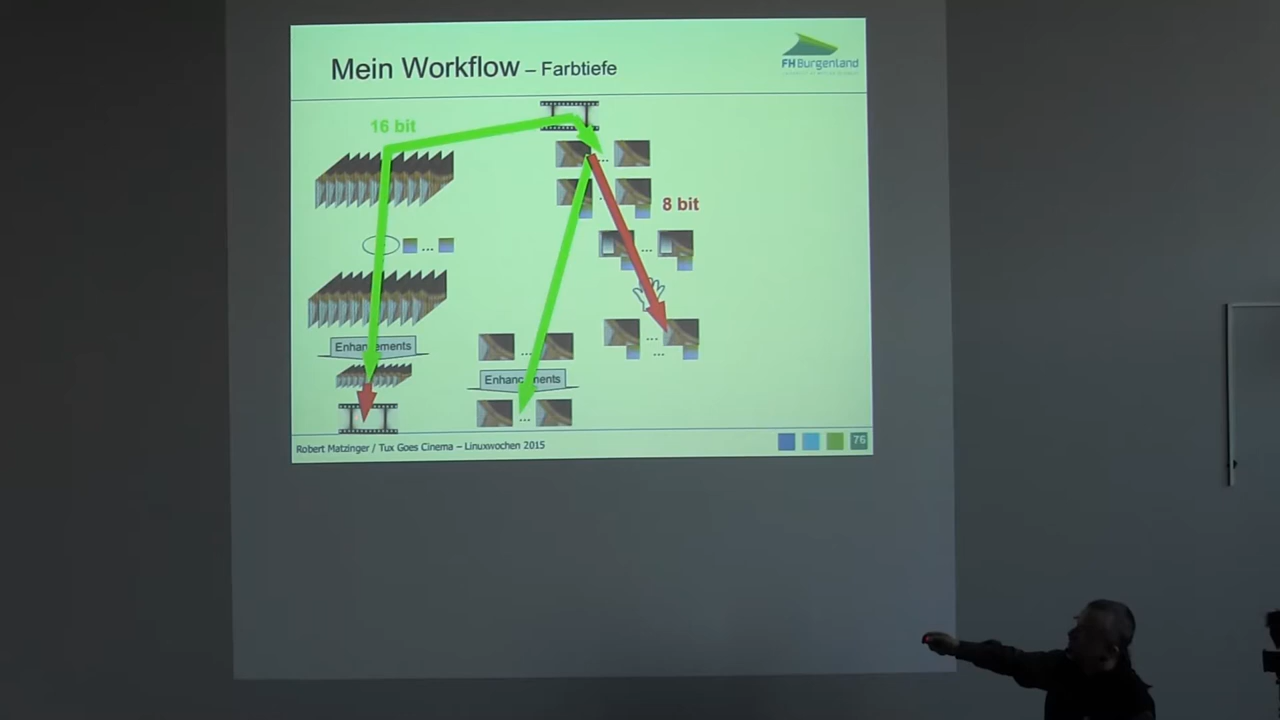 Mein Workflow – Farbtiefe
FH Burgenland
16 bit
8 bit
... 
...
...
...
...
Enhancements
...
Enhancements
...
Robert Matzinger / Tux Goes Cinema – Linuxwochen 2015
76